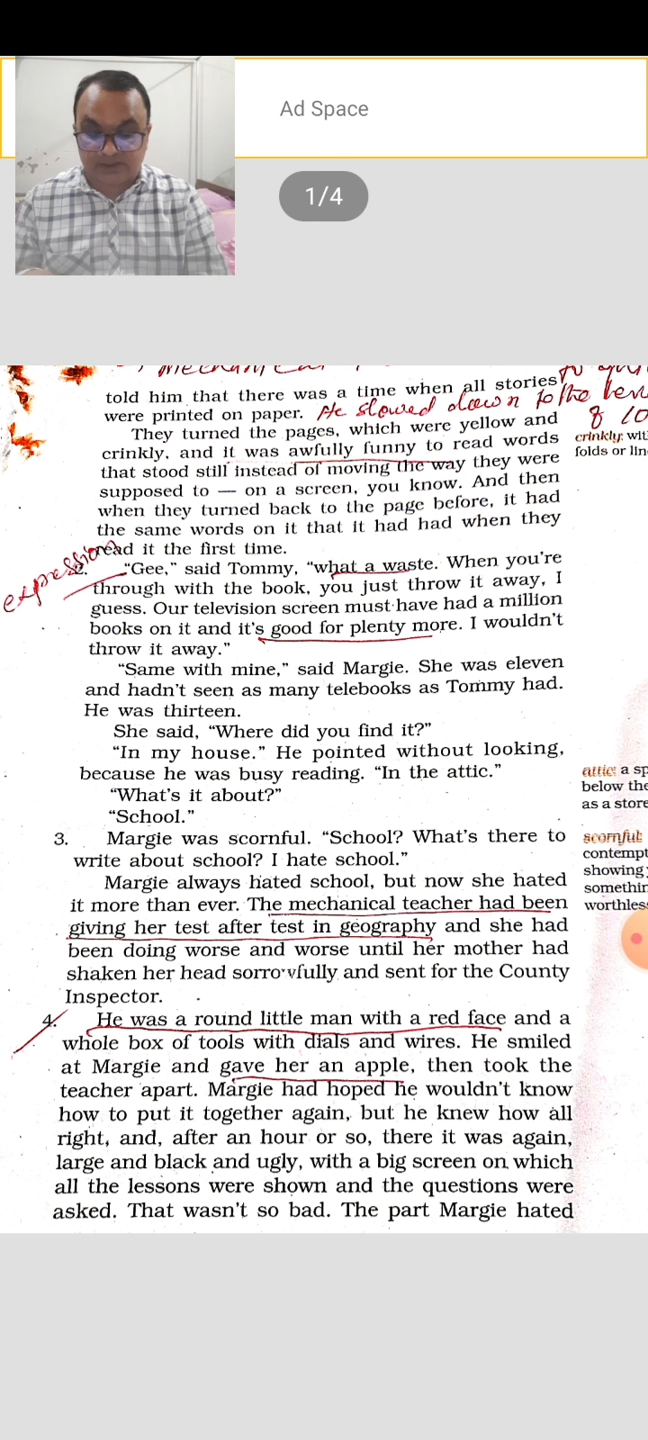 Ad Space
1/4
told him that there was a time when all stories
were printed on paper. He slowed down to the
They turned the pages, which were yellow and
crinkly, and it was awfully funny to read words
that stood still instead of moving the way they were
supposed to — on a screen, you know. And then
when they turned back to the page before, it had
the same words on it that it had had when they
read it the first time.
crinkly: with
folds or lin
expression
2. "Gee," said Tommy, "what a waste. When you're
through with the book, you just throw it away, I
guess. Our television screen must have had a million
books on it and it's good for plenty more. I wouldn't
throw it away."
"Same with mine," said Margie. She was eleven
and hadn't seen as many telebooks as Tommy had.
He was thirteen.
She said, "Where did you find it?"
"In my house." He pointed without looking,
because he was busy reading. "In the attic."
"What's it about?"
"School."
attic: a sp
below the
as a store
3. Margie was scornful. "School? What's there to
write about school? I hate school."
Margie always hated school, but now she hated
it more than ever. The mechanical teacher had been
giving her test after test in geography and she had
been doing worse and worse until her mother had
shaken her head sorrowfully and sent for the County
Inspector.
scornful:
contempt
showing
somethin
worthless
4. He was a round little man with a red face and a
whole box of tools with dials and wires. He smiled
at Margie and gave her an apple, then took the
teacher apart. Margie had hoped he wouldn't know
how to put it together again, but he knew how all
right, and, after an hour or so, there it was again,
large and black and ugly, with a big screen on which
all the lessons were shown and the questions were
asked. That wasn't so bad. The part Margie hated